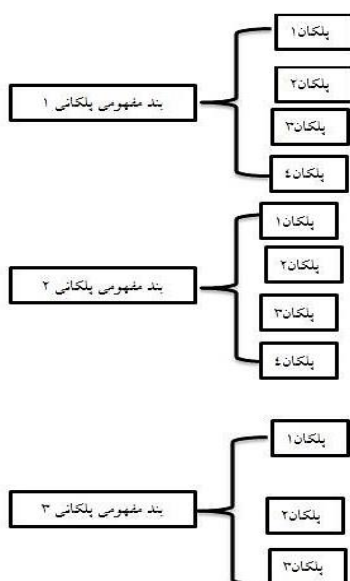 پلکان۱
پلکان۲
بند مفهومی پلکانی ۱
پلکان۳
پلکان٤
پلکان۱
پلکان۲
بند مفهومی پلکانی ۲
پلکان۳
پلکان٤
پلکان۱
بند مفهومی پلکانی ۳
پلکان۲
پلکان۳